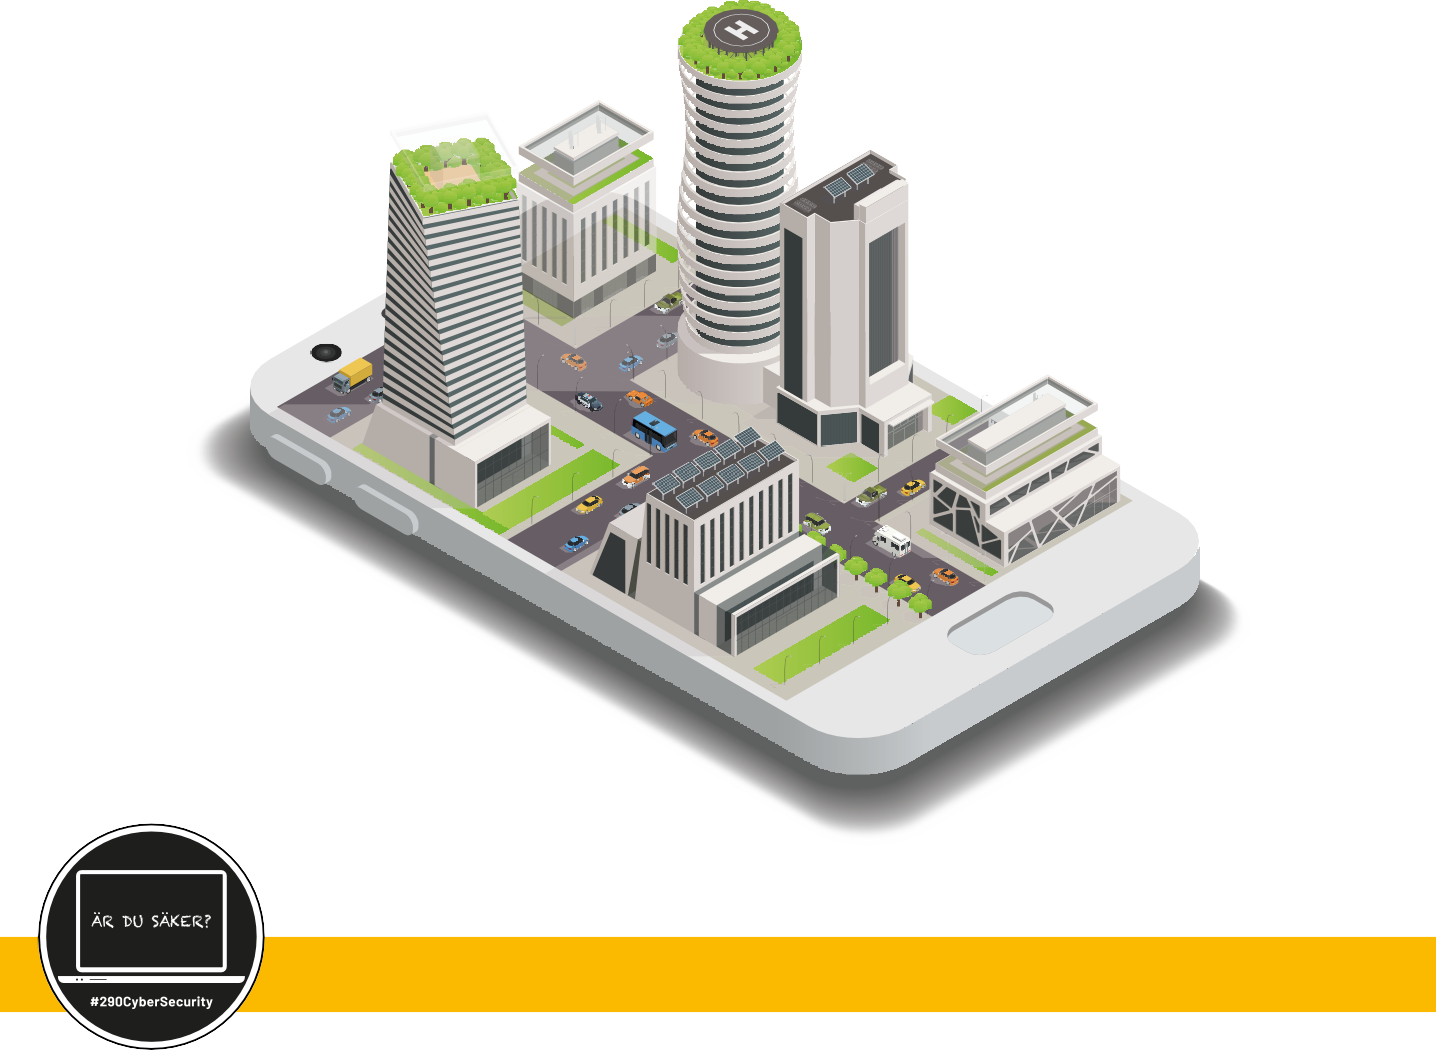 H
ÄR DU SÄKER?
#290CyberSecurity